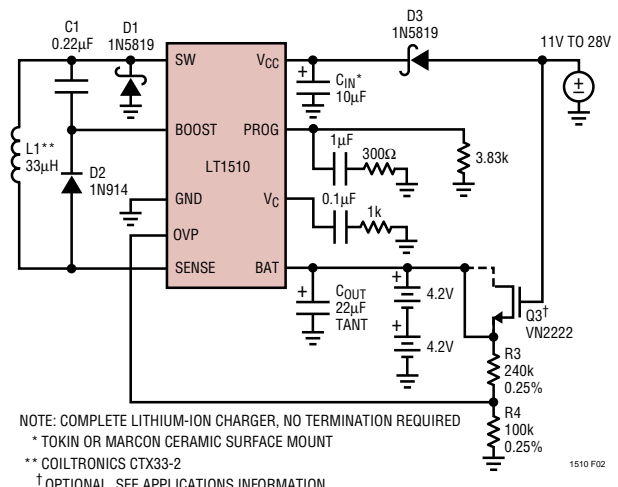 C1
0.22µF
D1
1N5819
D3
1N5819
11V TO 28V
SW
VCC
+
CIN*
10µF
±
L1**
33µH
BOOST
PROG
1µF
300Ω
3.83k
LT1510
D2
1N914
GND
VC
0.1µF
1k
OVP
SENSE
BAT
+
COUT
22µF
TANT
+
4.2V
+
4.2V
Q3†
VN2222
R3
240k
0.25%
R4
100k
0.25%
NOTE: COMPLETE LITHIUM-ION CHARGER, NO TERMINATION REQUIRED
* TOKIN OR MARCON CERAMIC SURFACE MOUNT
** COILTRONICS CTX33-2
† OPTIONAL, SEE APPLICATIONS INFORMATION
1510 F02